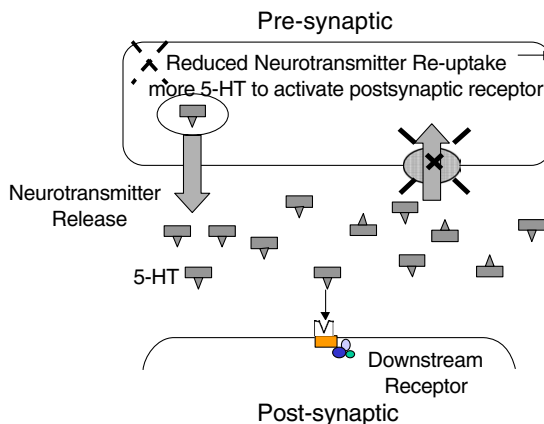 Pre-synaptic
Reduced Neurotransmitter Re-uptake →
more 5-HT to activate postsynaptic receptor
Neurotransmitter
Release
5-HT
Downstream
Receptor
Post-synaptic